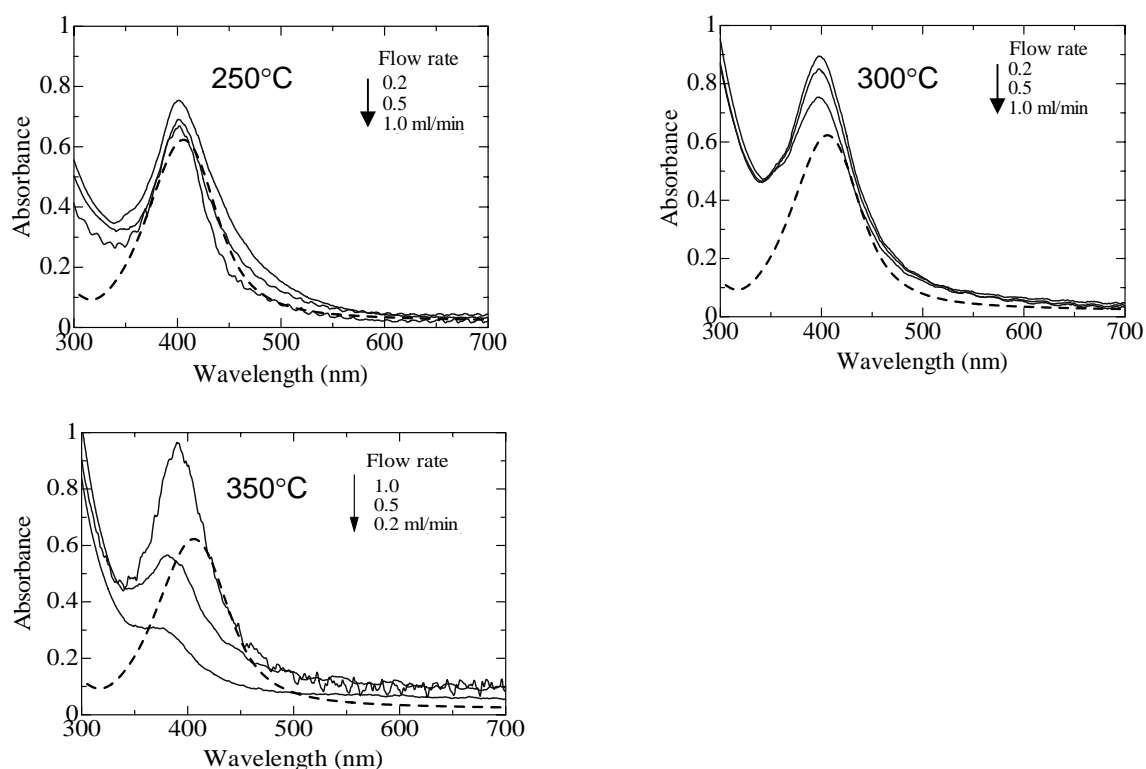 1
0.8
0.6
0.4
0.2
0
Absorbance
250°C
Flow rate
0.2
0.5
1.0 ml/min
300 400 500 600 700
Wavelength (nm)
1
0.8
0.6
0.4
0.2
0
Absorbance
300°C
Flow rate
0.2
0.5
1.0 ml/min
300 400 500 600 700
Wavelength (nm)
1
0.8
0.6
0.4
0.2
0
Absorbance
350°C
Flow rate
1.0
0.5
0.2 ml/min
300 400 500 600 700
Wavelength (nm)